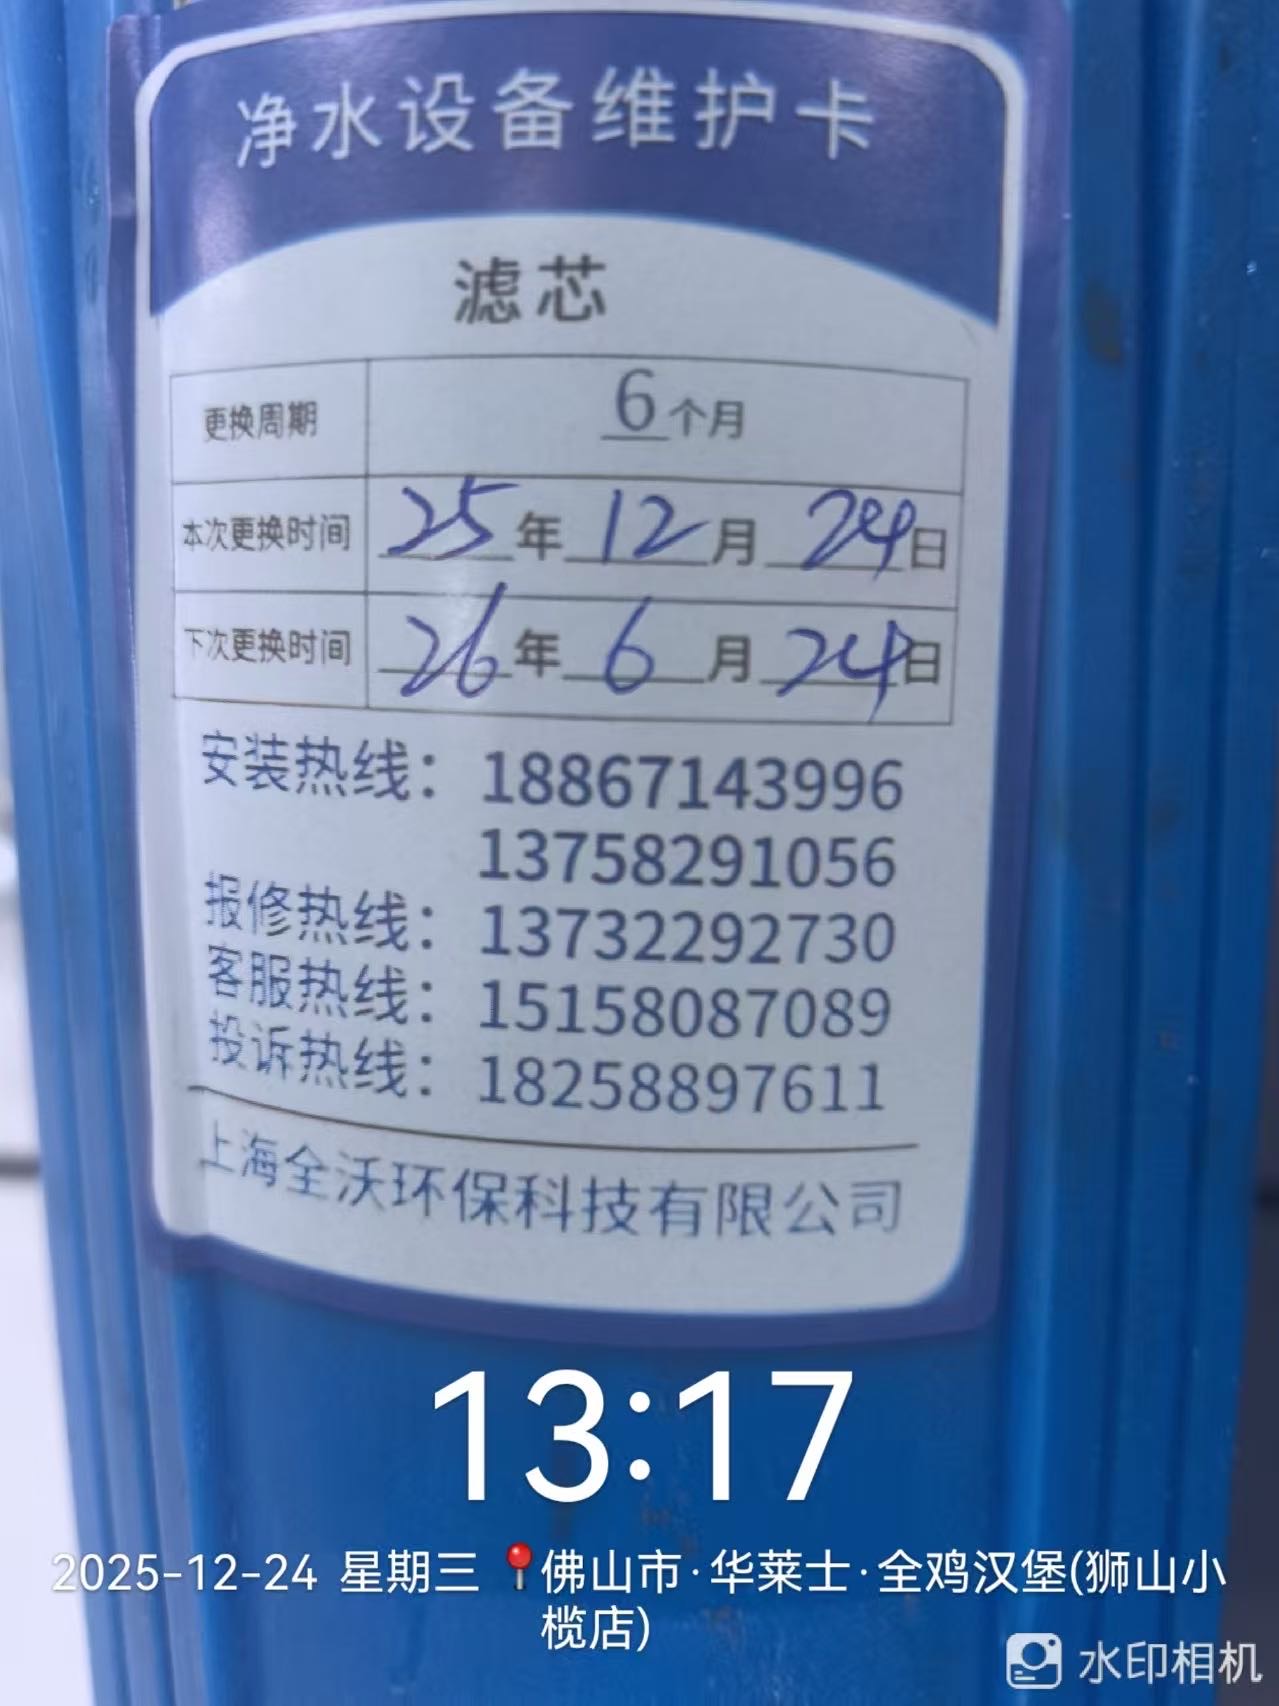 净水设备维护卡
滤芯
更换周期 6个月
本次更换时间 25年12月24日
下次更换时间 26年6月24日
安装热线：18867143996
13758291056
报修热线：13732292730
客服热线：15158087089
投诉热线：18258897611
上海全沃环保科技有限公司
13:17
2025-12-24 星期三 佛山市·华莱士·全鸡汉堡(狮山小
榄店)
水印相机